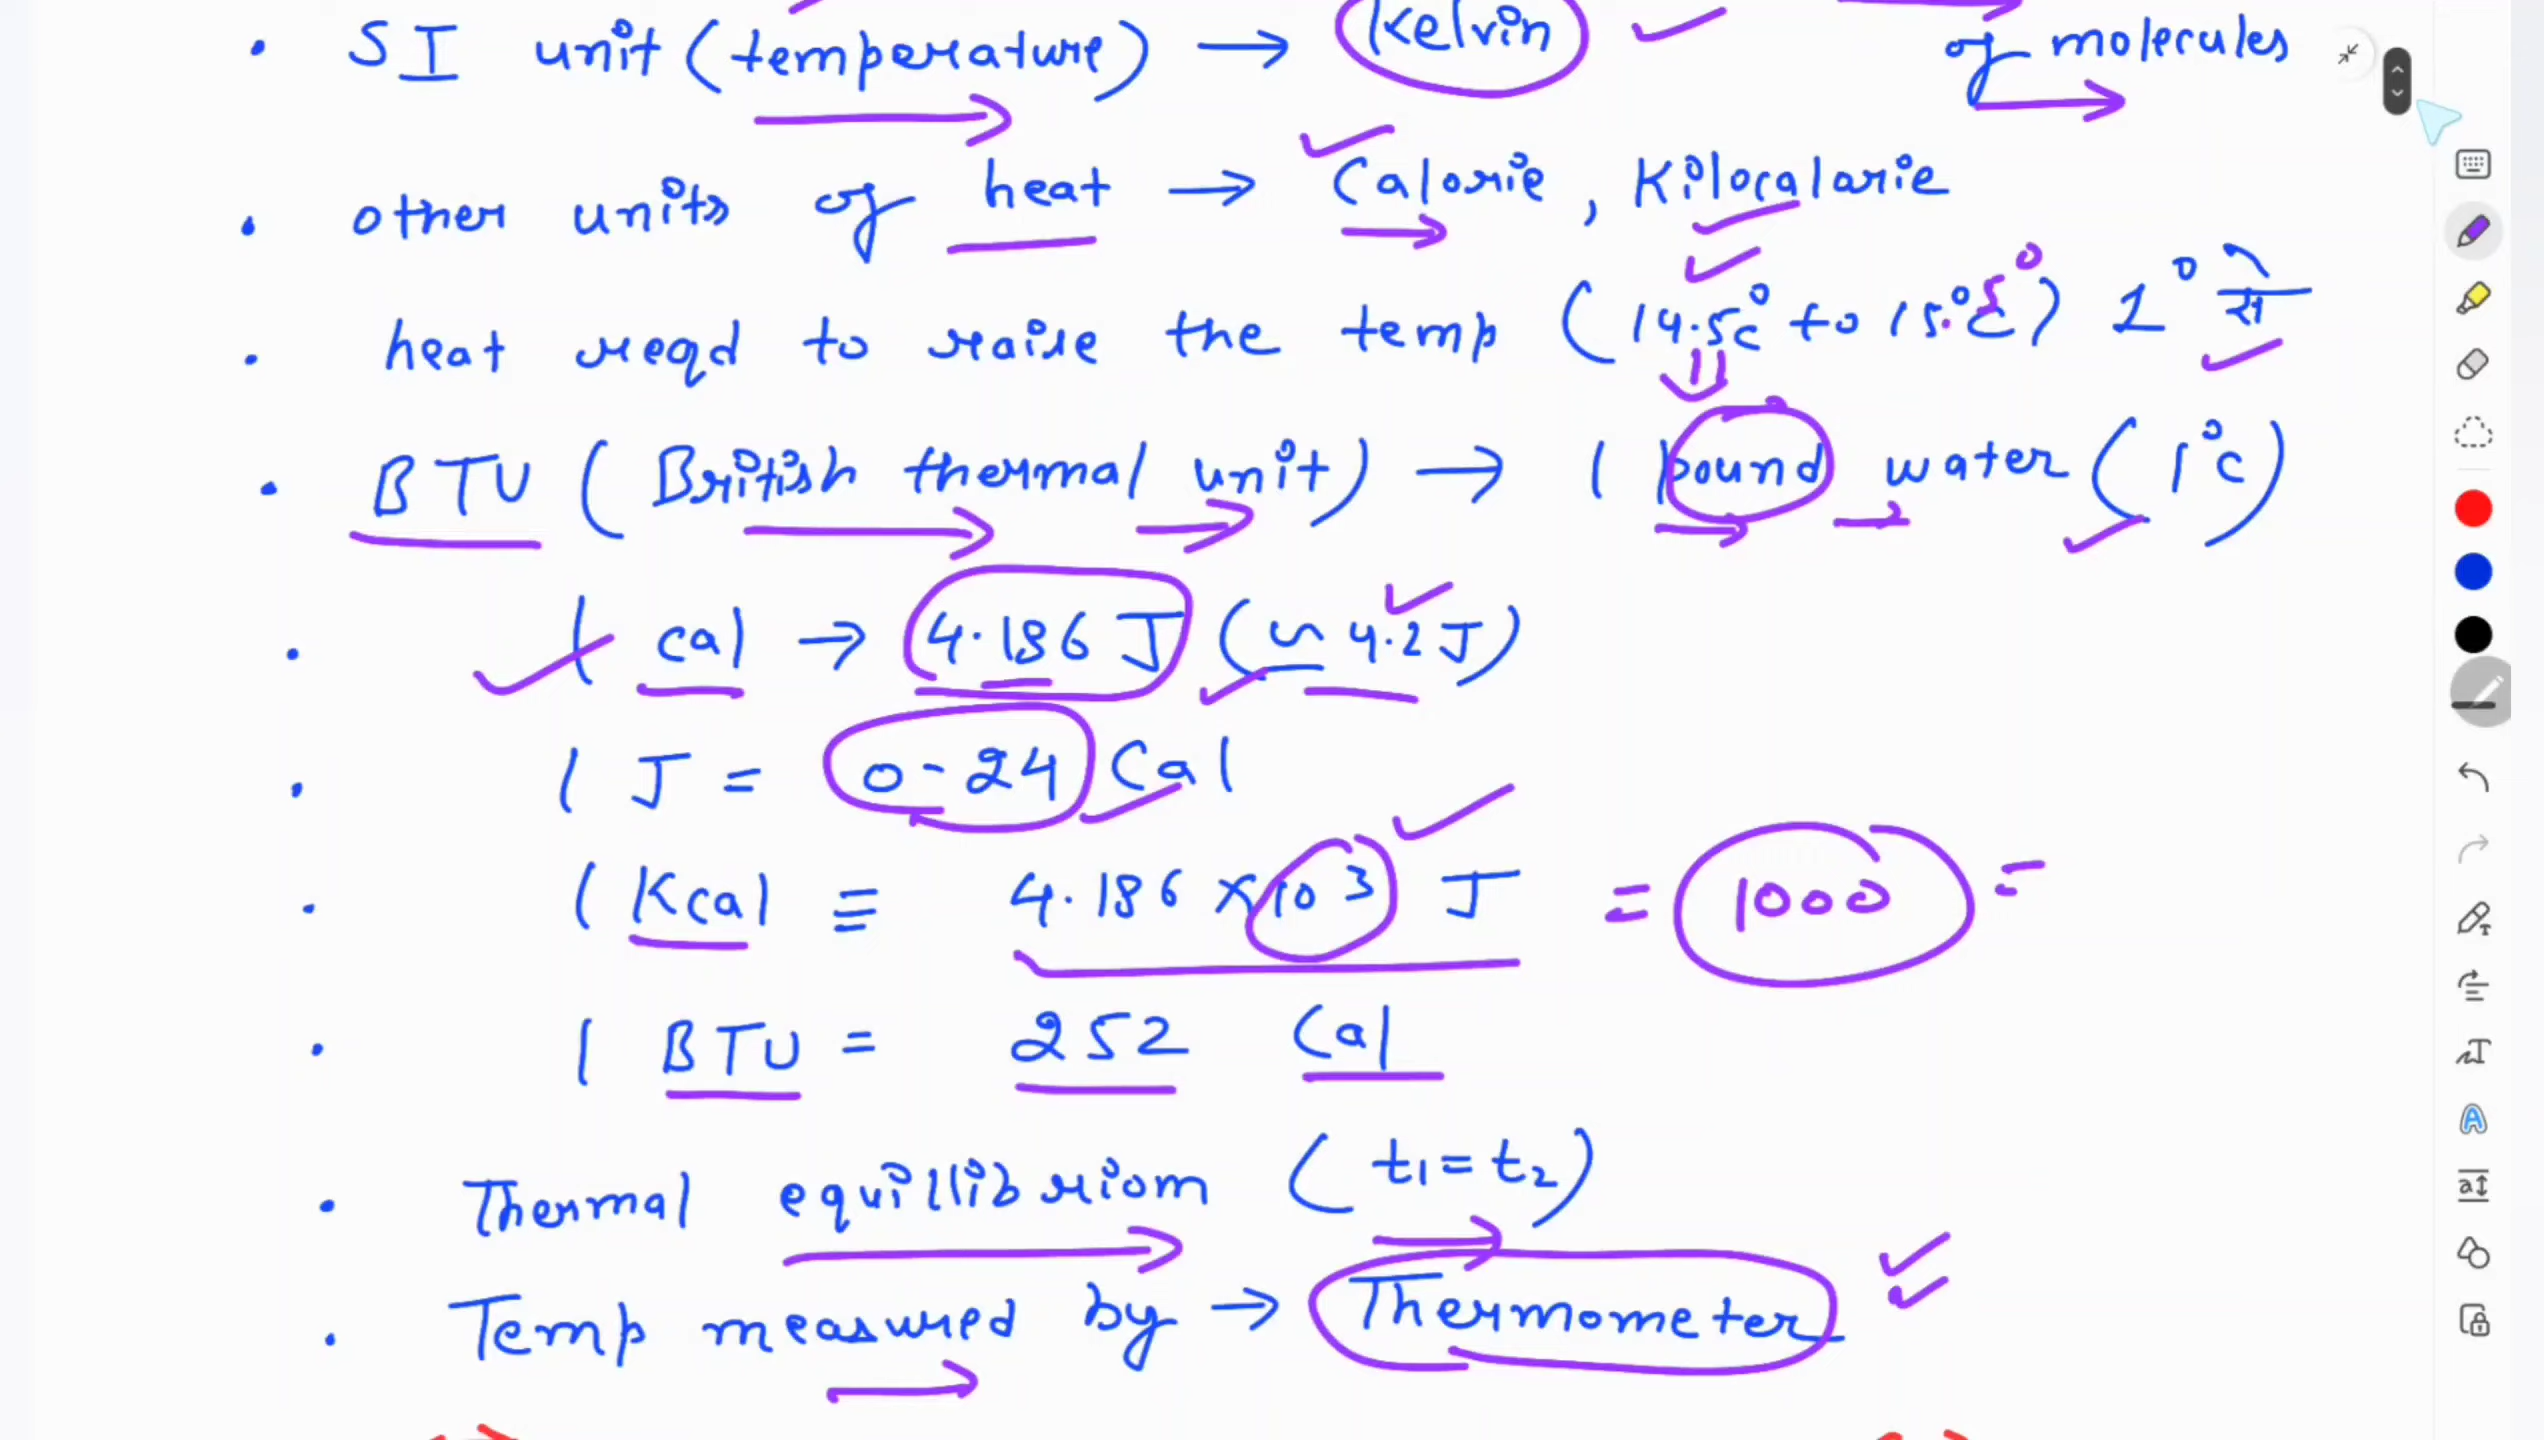 • SI unit (temperature) → Kelvin of molecules
• other units of heat → Calorie, Kilocalorie
• heat reqd to raise the temp (14.5c° to 15.5°) 1° से
• BTU (British thermal unit) → 1 pound water (1°c)
• 1 cal → 4.186 J (~ 4.2 J)
• 1 J = 0-24 Cal
• 1 Kcal ≡ 4.186 ×10³ J = 1000 =
• 1 BTU = 252 Cal
• Thermal equillibriom (t₁=t₂)
• Temp measured by → Thermometer